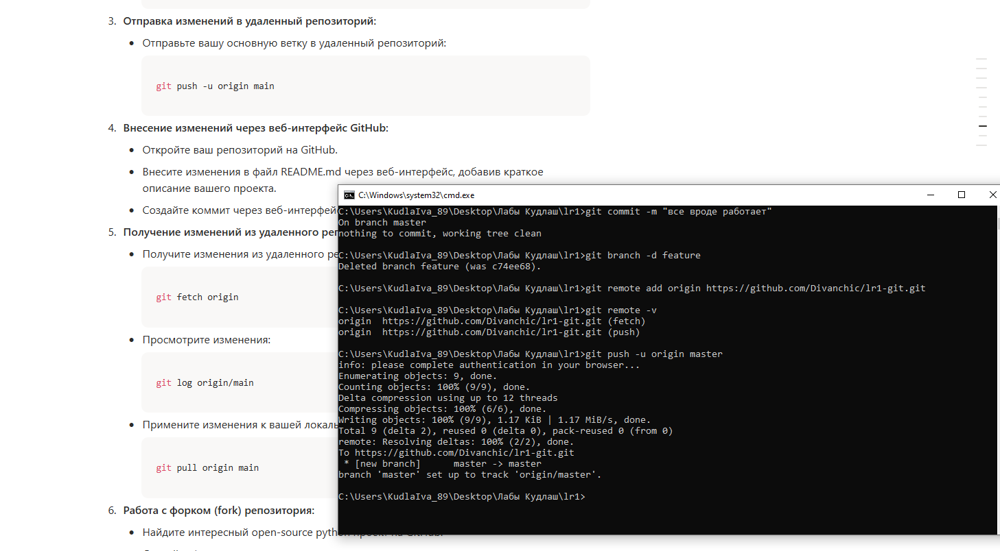 3. Отправка изменений в удаленный репозиторий:
• Отправьте вашу основную ветку в удаленный репозиторий:
git push -u origin main
4. Внесение изменений через веб-интерфейс GitHub:
• Откройте ваш репозиторий на GitHub.
• Внесите изменения в файл README.md через веб-интерфейс, добавив краткое
описание вашего проекта.
• Создайте коммит через веб-интерфей
5. Получение изменений из удаленного ре
• Получите изменения из удаленного ре
git fetch origin
• Просмотрите изменения:
git log origin/main
• Примените изменения к вашей локаль
git pull origin main
6. Работа с форком (fork) репозитория:
• Найдите интересный open-source pyth
C:\Windows\system32\cmd.exe
C:\Users\KudlaIva_89\Desktop\Лабы Кудлаш\lr1>git commit -m "все вроде работает"
On branch master
nothing to commit, working tree clean
C:\Users\KudlaIva_89\Desktop\Лабы Кудлаш\lr1>git branch -d feature
Deleted branch feature (was c74ee68).
C:\Users\KudlaIva_89\Desktop\Лабы Кудлаш\lr1>git remote add origin https://github.com/Divanchic/lr1-git.git
C:\Users\KudlaIva_89\Desktop\Лабы Кудлаш\lr1>git remote -v
origin  https://github.com/Divanchic/lr1-git.git (fetch)
origin  https://github.com/Divanchic/lr1-git.git (push)
C:\Users\KudlaIva_89\Desktop\Лабы Кудлаш\lr1>git push -u origin master
info: please complete authentication in your browser...
Enumerating objects: 9, done.
Counting objects: 100% (9/9), done.
Delta compression using up to 12 threads
Compressing objects: 100% (6/6), done.
Writing objects: 100% (9/9), 1.17 KiB | 1.17 MiB/s, done.
Total 9 (delta 2), reused 0 (delta 0), pack-reused 0 (from 0)
remote: Resolving deltas: 100% (2/2), done.
To https://github.com/Divanchic/lr1-git.git
 * [new branch]      master -> master
branch 'master' set up to track 'origin/master'.
C:\Users\KudlaIva_89\Desktop\Лабы Кудлаш\lr1>